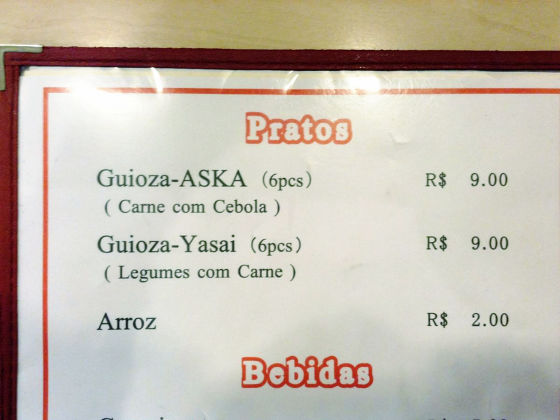 Pratos
Guioza-ASKA (6pcs) R$ 9.00
( Carne com Cebola )
Guioza-Yasai (6pcs) R$ 9.00
( Legumes com Carne )
Arroz R$ 2.00
Bebidas